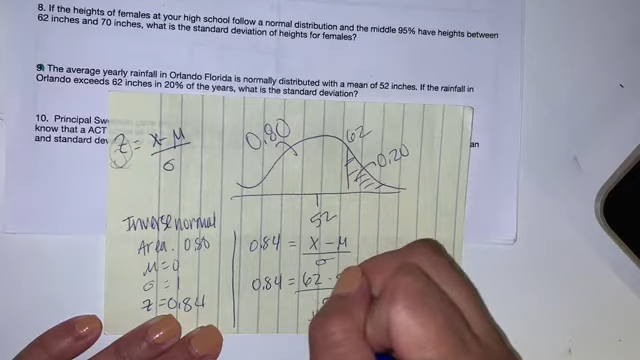 8. If the heights of females at your high school follow a normal distribution and the middle 95% have heights between
62 inches and 70 inches, what is the standard deviation of heights for females?
9. The average yearly rainfall in Orlando Florida is normally distributed with a mean of 52 inches. If the rainfall in
Orlando exceeds 62 inches in 20% of the years, what is the standard deviation?
10. Principal
know that a ACT
and standard an
z = x - μ / σ
0.80
62
0.20
52
Inverse normal
Area: 0.80
μ = 0
σ = 1
z = 0.84
0.84 = x - μ / σ
0.84 = 62 -